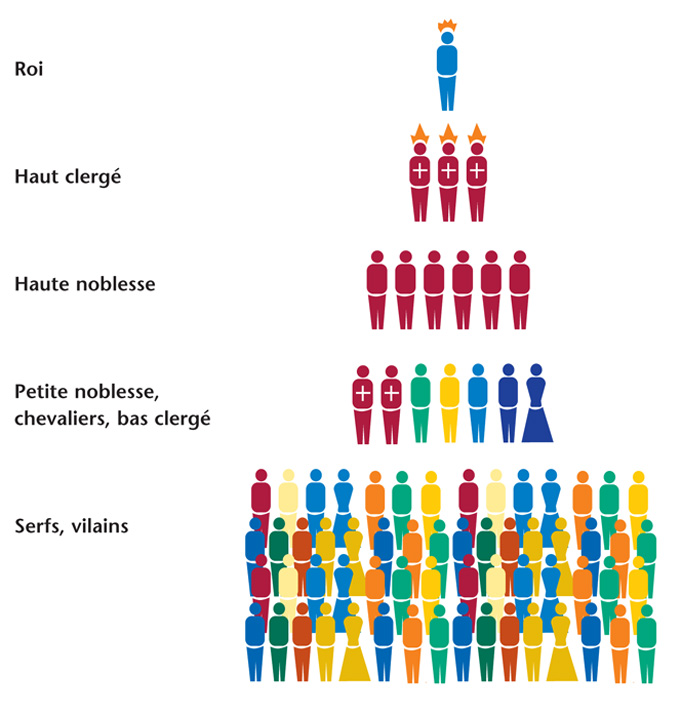 Roi
Haut clergé
Haute noblesse
Petite noblesse,
chevaliers, bas clergé
Serfs, vilains